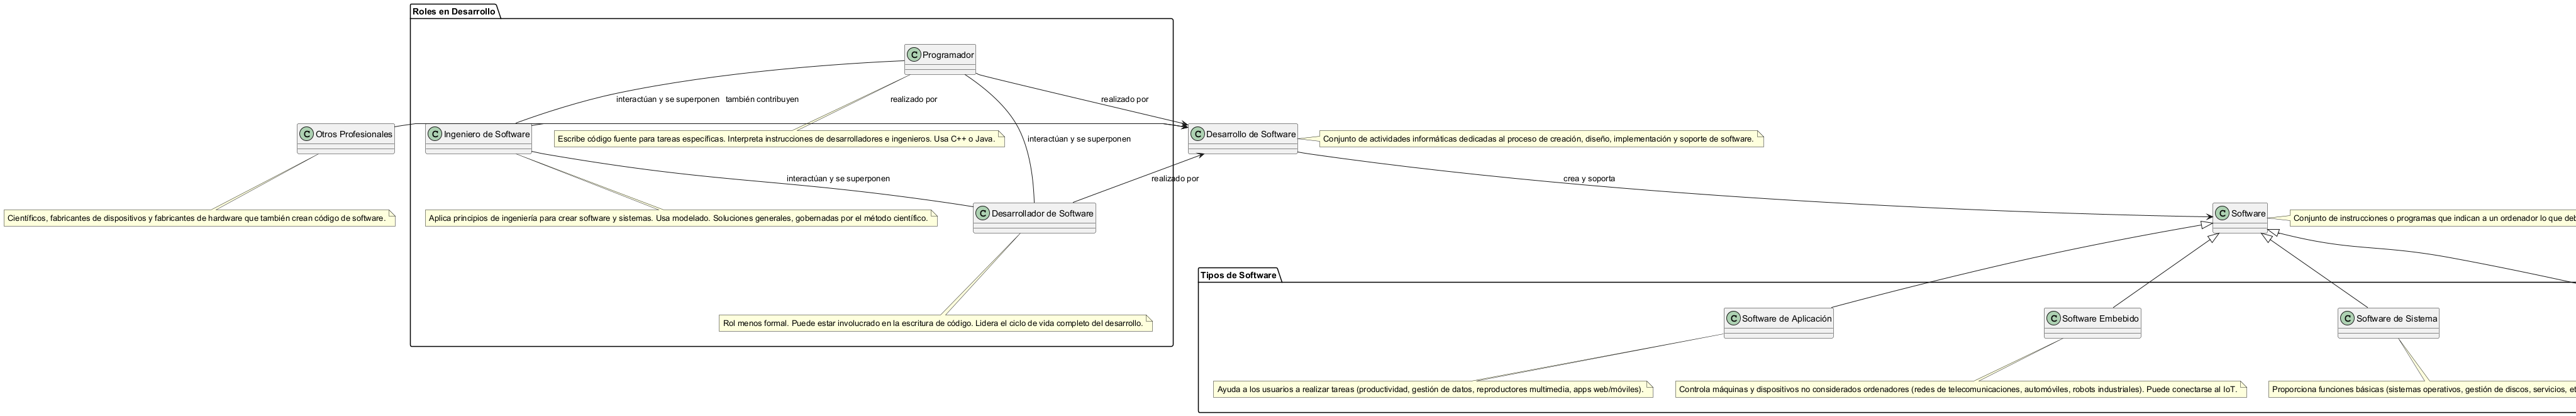 Roles en Desarrollo
C Programador
interactúan y se superponen
también contribuyen
realizado por
realizado por
C Otros Profesionales
C Ingeniero de Software
Escribe código fuente para tareas específicas. Interpreta instrucciones de desarrolladores e ingenieros. Usa C++ o Java.
interactúan y se superponen
C Desarrollo de Software
Conjunto de actividades informáticas dedicadas al proceso de creación, diseño, implementación y soporte de software.
interactúan y se superponen
realizado por
crea y soporta
Científicos, fabricantes de dispositivos y fabricantes de hardware que también crean código de software.
Aplica principios de ingeniería para crear software y sistemas. Usa modelado. Soluciones generales, gobernadas por el método científico.
C Desarrollador de Software
C Software
Conjunto de instrucciones o programas que indican a un ordenador lo que
Tipos de Software
Rol menos formal. Puede estar involucrado en la escritura de código. Lidera el ciclo de vida completo del desarrollo.
C Software de Aplicación
C Software Embebido
C Software de Sistema
Ayuda a los usuarios a realizar tareas (productividad, gestión de datos, reproductores multimedia, apps web/móviles).
Controla máquinas y dispositivos no considerados ordenadores (redes de telecomunicaciones, automóviles, robots industriales). Puede conectarse al IoT.
Proporciona funciones básicas (sistemas operativos, gestión de discos, servicios,